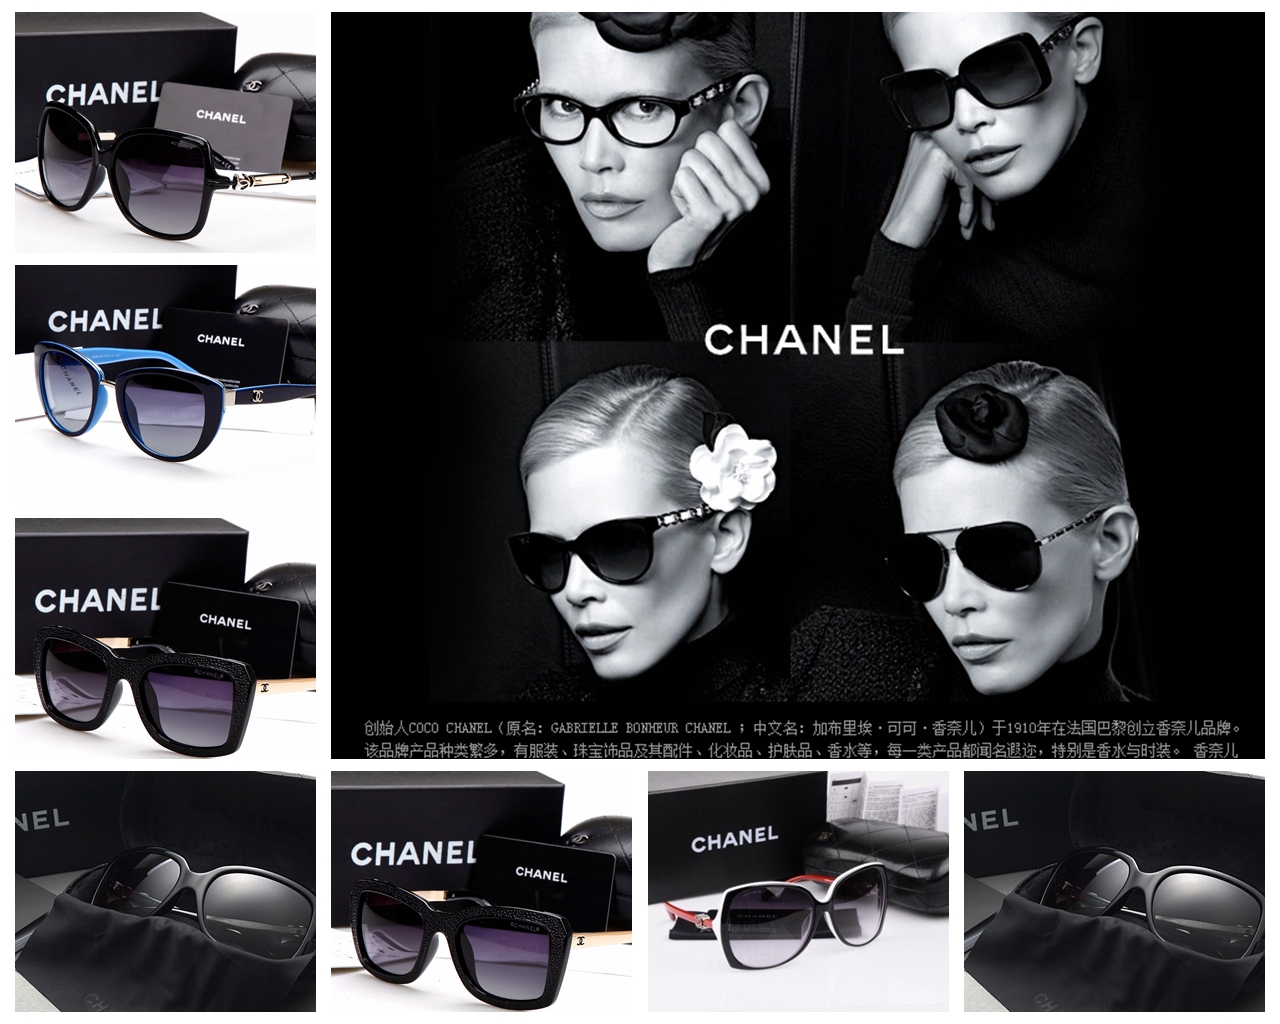 CHANEL
CHANEL
CHANEL
CHANEL
CHANEL
CHANEL
CHANEL
CHANEL
创始人COCO CHANEL（原名：GABRIELLE BONHEUR CHANEL ；中文名：加布里埃·可可·香奈儿）于1910年在法国巴黎创立香奈儿品牌。
该品牌产品种类繁多，有服装、珠宝饰品及其配件、化妆品、护肤品、香水等，每一类产品都闻名遐迩，特别是香水与时装。 香奈儿
NEL
CHANEL
CHANEL
CHANEL
CHANEL
NEL